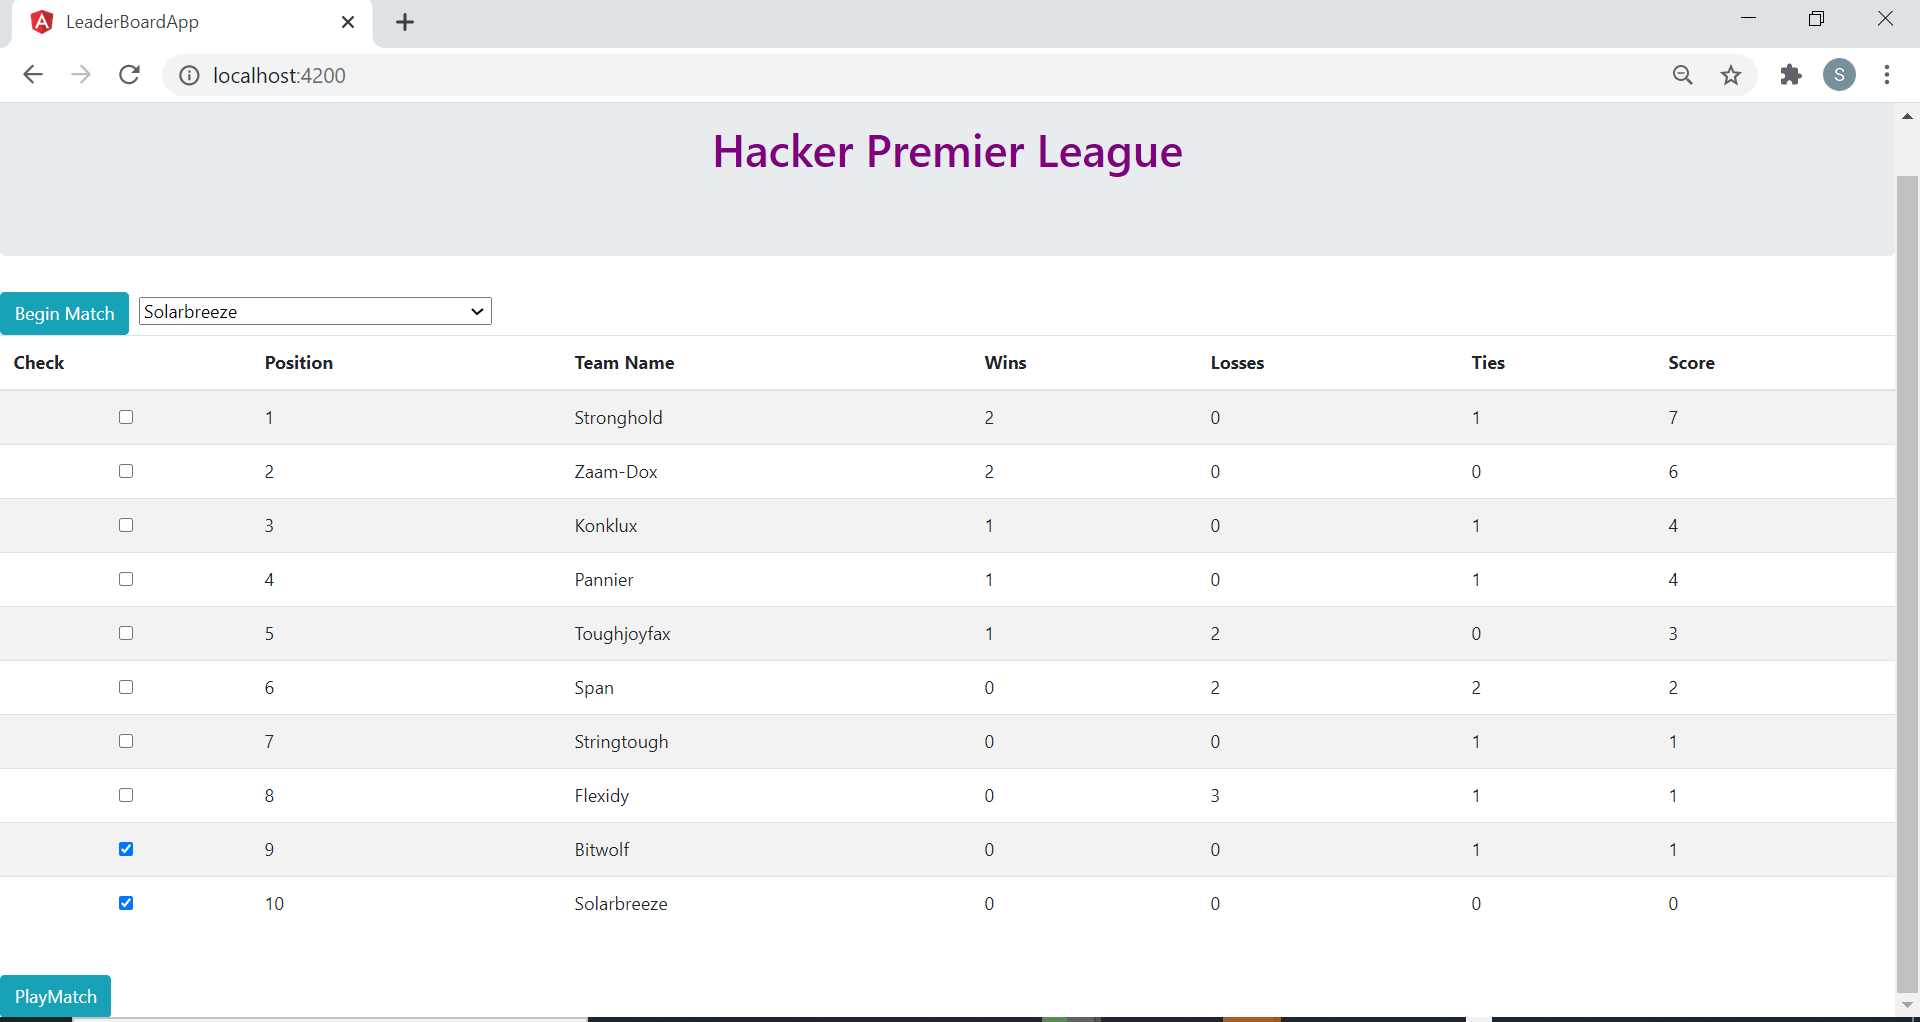 LeaderBoardApp
localhost:4200
S
Hacker Premier League
Begin Match Solarbreeze
Check Position Team Name Wins Losses Ties Score
1 Stronghold 2 0 1 7
2 Zaam-Dox 2 0 0 6
3 Konklux 1 0 1 4
4 Pannier 1 0 1 4
5 Toughjoyfax 1 2 0 3
6 Span 0 2 2 2
7 Stringtough 0 0 1 1
8 Flexidy 0 3 1 1
9 Bitwolf 0 0 1 1
10 Solarbreeze 0 0 0 0
PlayMatch